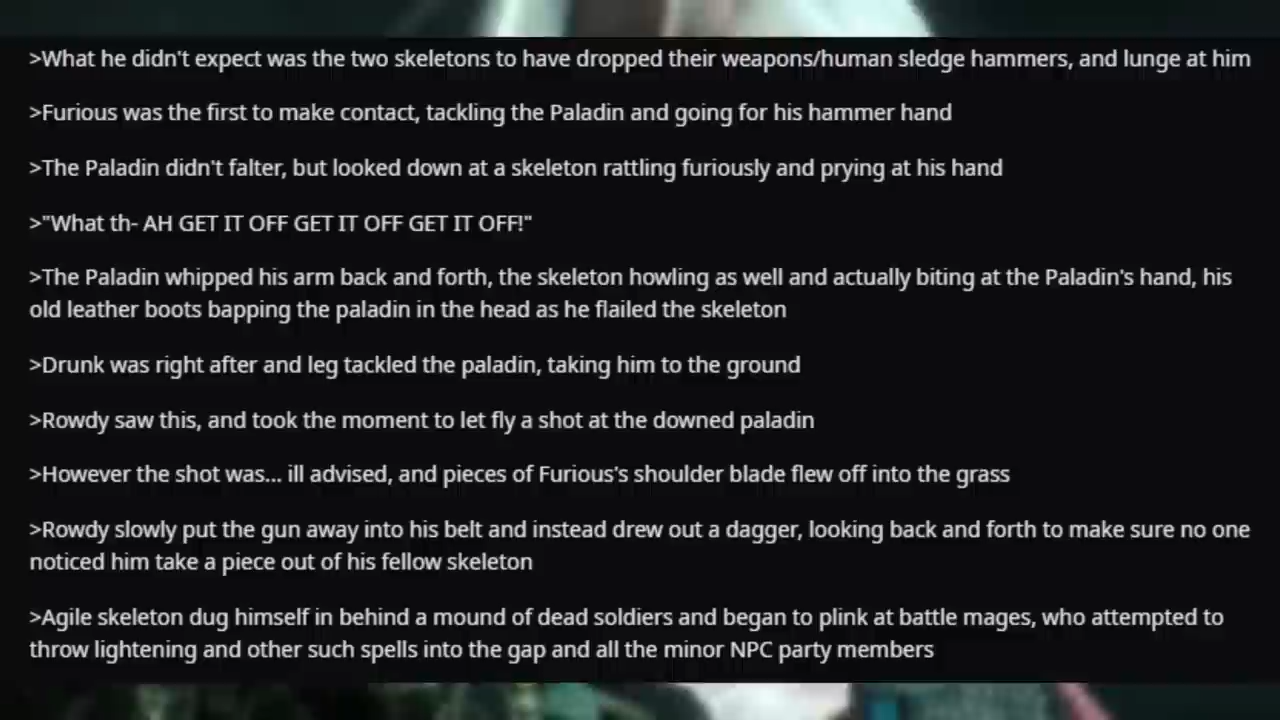 >What he didn't expect was the two skeletons to have dropped their weapons/human sledge hammers, and lunge at him
>Furious was the first to make contact, tackling the Paladin and going for his hammer hand
>The Paladin didn't falter, but looked down at a skeleton rattling furiously and prying at his hand
>"What th- AH GET IT OFF GET IT OFF GET IT OFF!"
>The Paladin whipped his arm back and forth, the skeleton howling as well and actually biting at the Paladin's hand, his
old leather boots bapping the paladin in the head as he flailed the skeleton
>Drunk was right after and leg tackled the paladin, taking him to the ground
>Rowdy saw this, and took the moment to let fly a shot at the downed paladin
>However the shot was... ill advised, and pieces of Furious's shoulder blade flew off into the grass
>Rowdy slowly put the gun away into his belt and instead drew out a dagger, looking back and forth to make sure no one
noticed him take a piece out of his fellow skeleton
>Agile skeleton dug himself in behind a mound of dead soldiers and began to plink at battle mages, who attempted to
throw lightening and other such spells into the gap and all the minor NPC party members